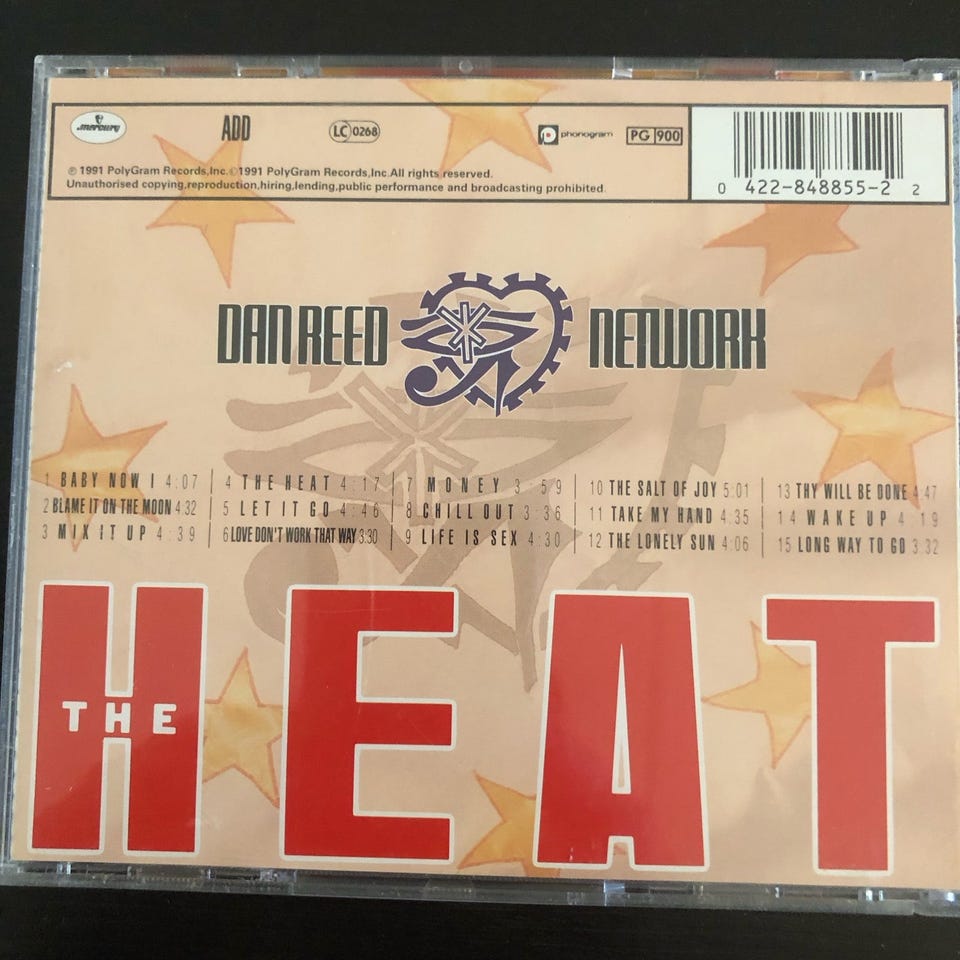 mercury ADD LC 0268 phonogram PG 900
℗ 1991 PolyGram Records,Inc.©1991 PolyGram Records,Inc.All rights reserved.
Unauthorised copying,reproduction,hiring,lending,public performance and broadcasting prohibited.
0 422-848855-2 2
DAN REED NETWORK
1 BABY NOW I 4:07
2 BLAME IT ON THE MOON 4:32
3 MIX IT UP 4:39
4 THE HEAT 4:17
5 LET IT GO 4:46
6 LOVE DON'T WORK THAT WAY 3:30
7 MONEY 3:59
8 CHILL OUT 3:36
9 LIFE IS SEX 4:30
10 THE SALT OF JOY 5:01
11 TAKE MY HAND 4:35
12 THE LONELY SUN 4:06
13 THY WILL BE DONE 4:47
14 WAKE UP 4:19
15 LONG WAY TO GO 3:32
THE
HEAT